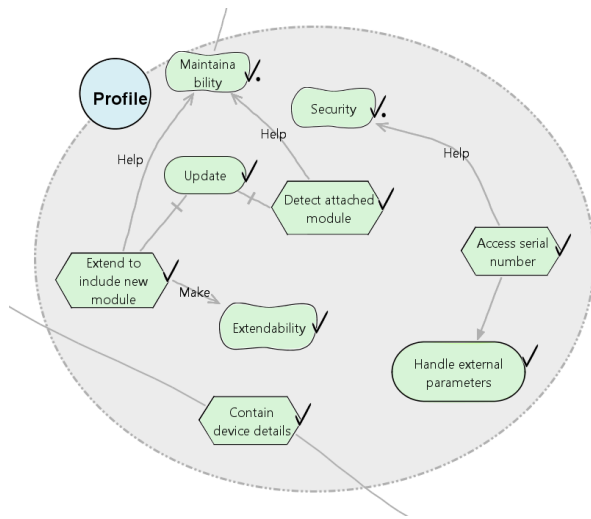 Maintaina
bility
Profile
Security
Help
Help
Help
Update
Detect attached
module
Access serial
number
Extend to
include new
module
Make
Extendability
Handle external
parameters
Contain
device details